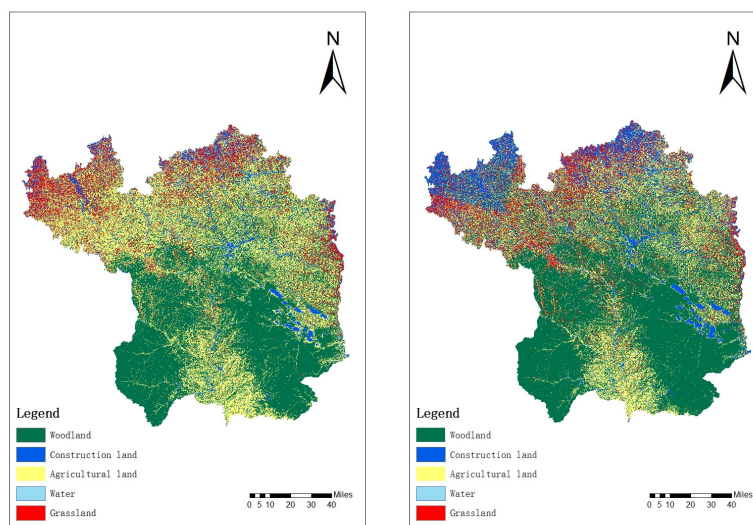 N
Legend
Woodland
Construction land
Agricultural land
Water
Grassland
Miles
0 5 10 20 30 40
N
Legend
Woodland
Construction land
Agricultural land
Water
Grassland
Miles
0 5 10 20 30 40